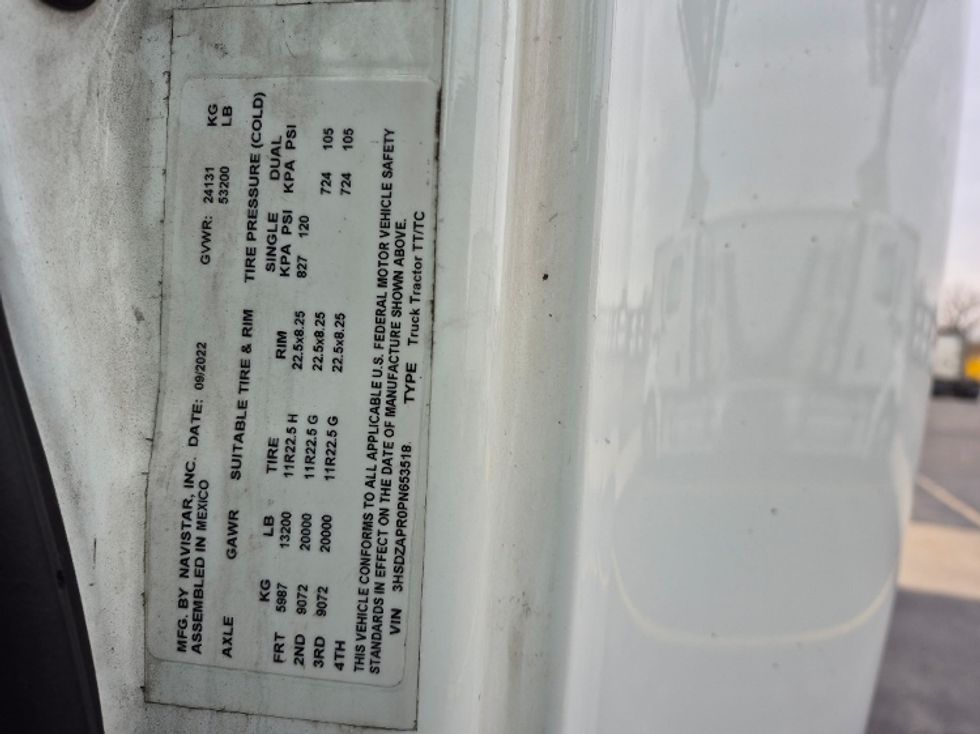 MFG. BY NAVISTAR, INC. DATE: 09/2022 GVWR: 24131 KG
ASSEMBLED IN MEXICO 53200 LB
AXLE GAWR SUITABLE TIRE & RIM TIRE PRESSURE (COLD)
SINGLE DUAL
KG LB TIRE RIM KPA PSI KPA PSI
FRT 5987 13200 11R22.5 H 22.5x8.25 827 120
2ND 9072 20000 11R22.5 G 22.5x8.25 724 105
3RD 9072 20000 11R22.5 G 22.5x8.25 724 105
4TH
THIS VEHICLE CONFORMS TO ALL APPLICABLE U.S. FEDERAL MOTOR VEHICLE SAFETY
STANDARDS IN EFFECT ON THE DATE OF MANUFACTURE SHOWN ABOVE.
VIN 3HSDZAPR0PN653518 TYPE Truck Tractor TT/TC